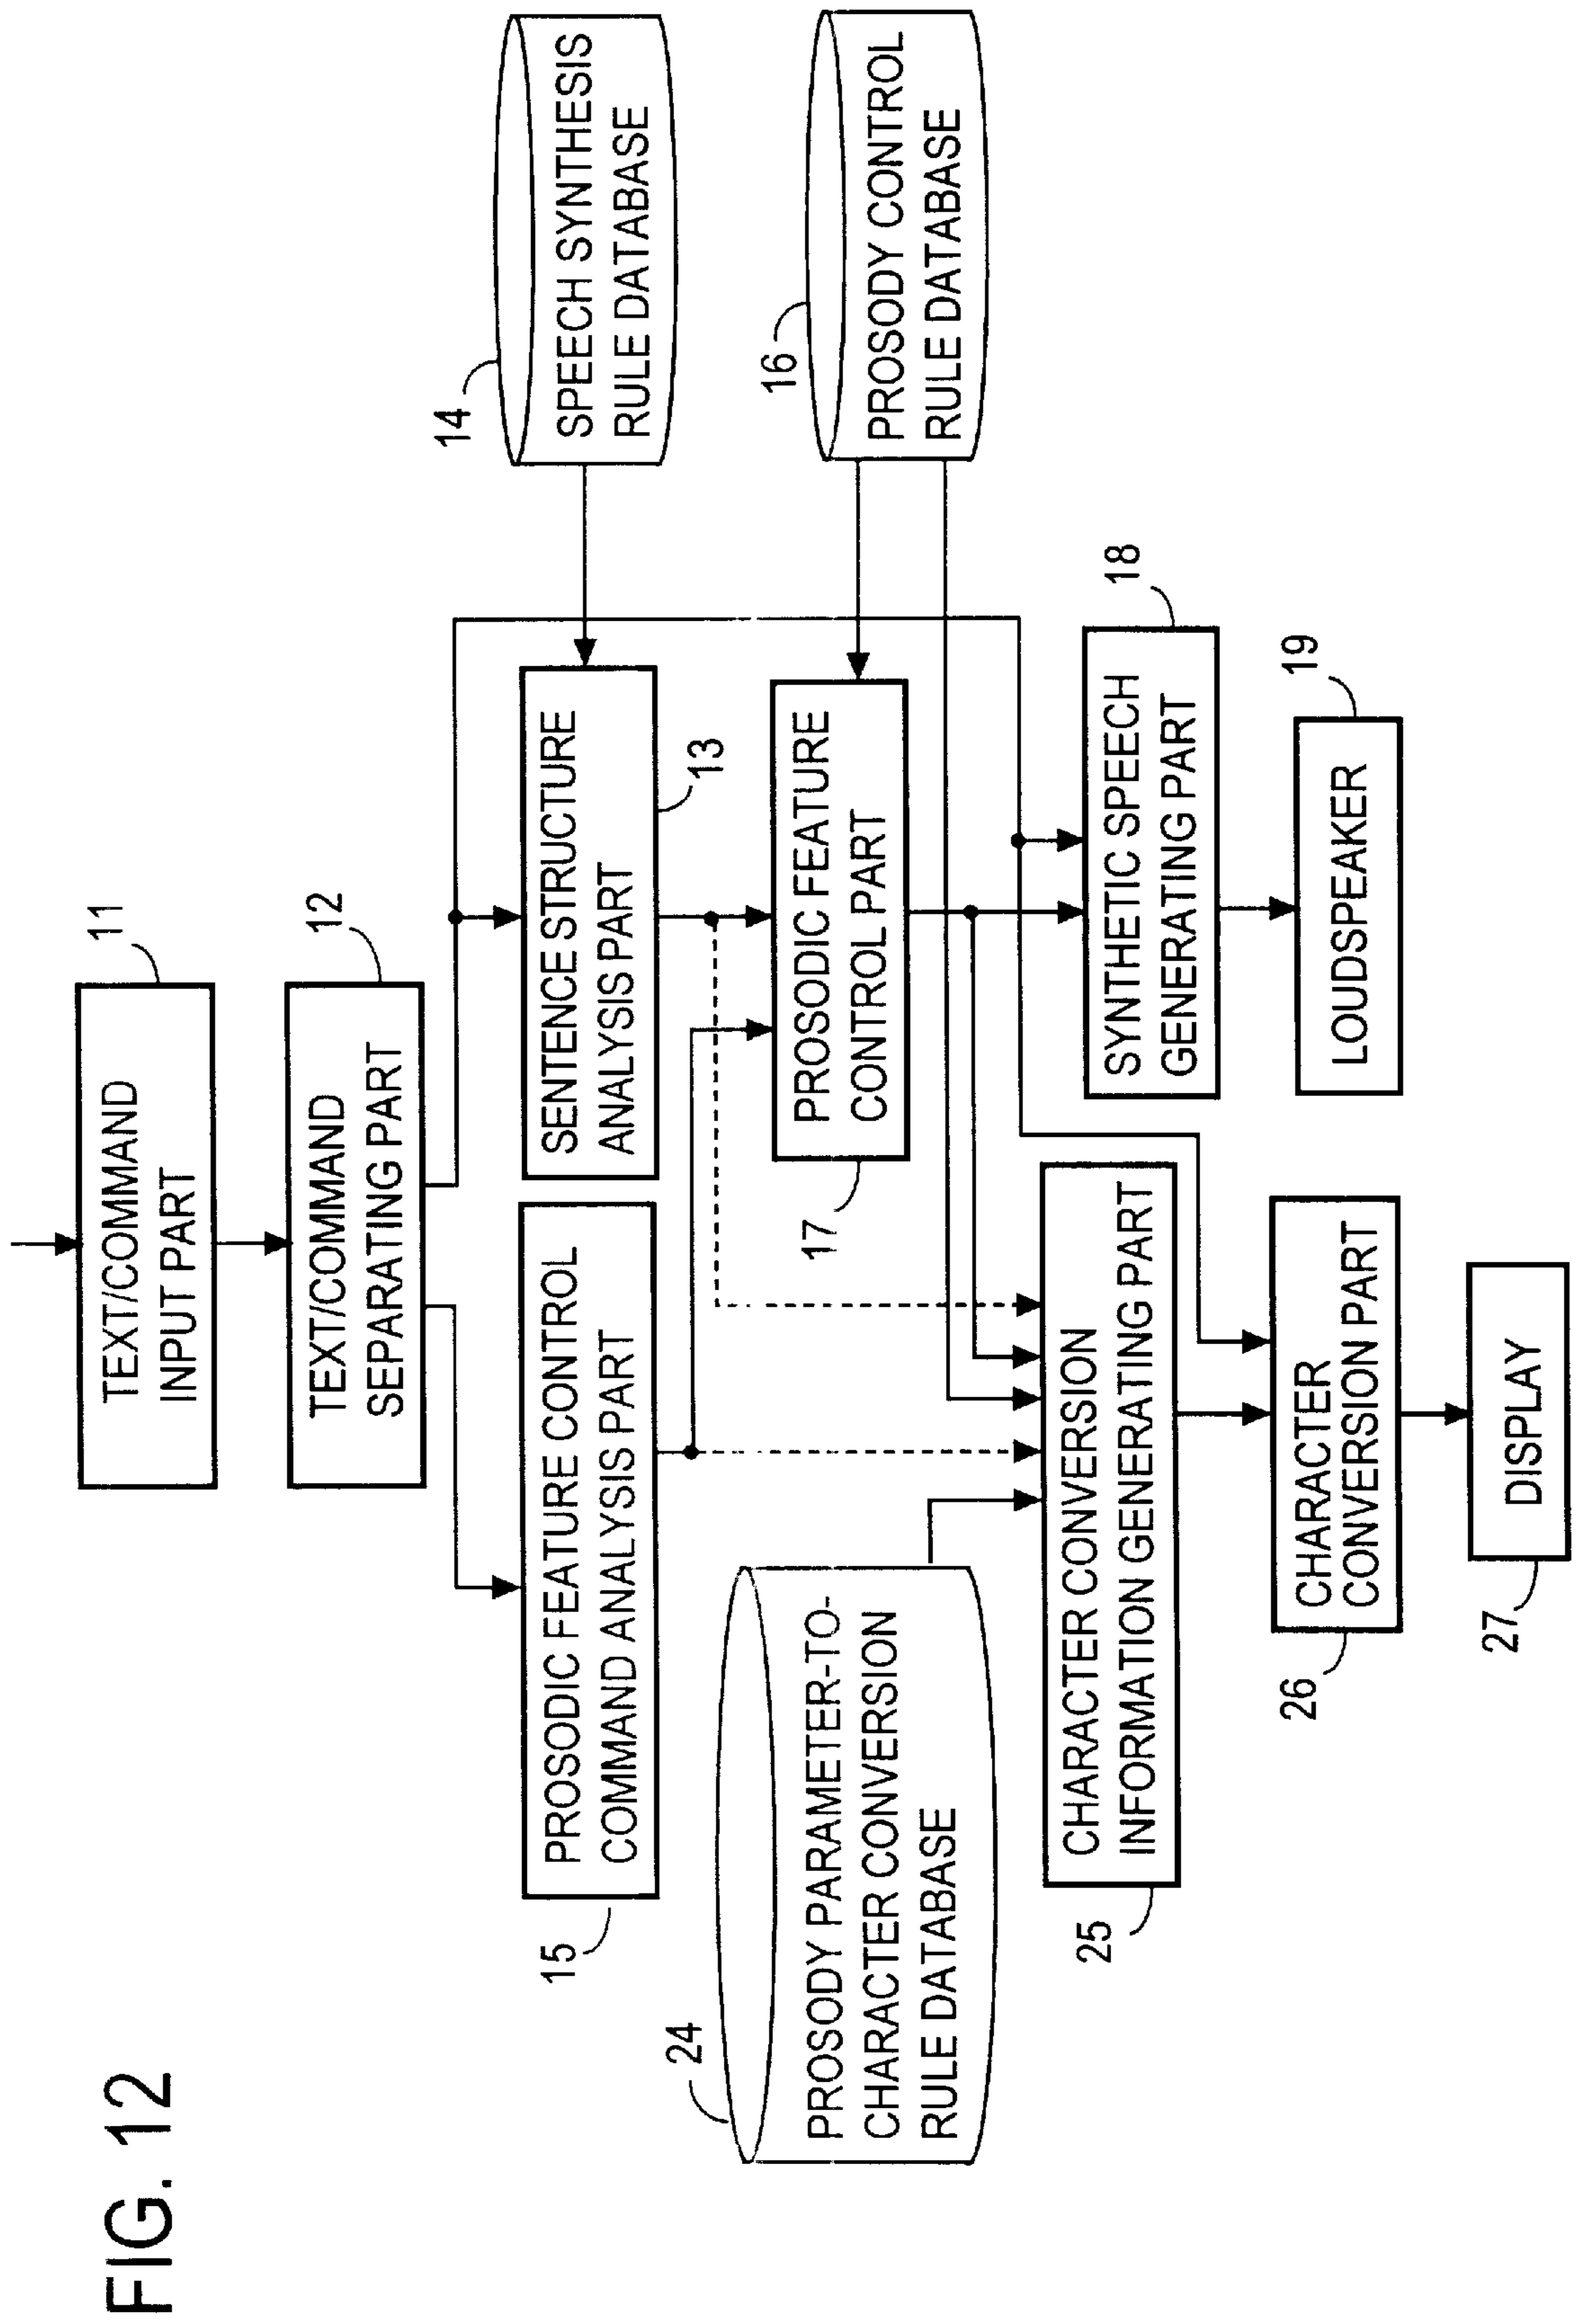 FIG. 12
11
TEXT/COMMAND
INPUT PART
12
TEXT/COMMAND
SEPARATING PART
14
SPEECH SYNTHESIS
RULE DATABASE
15
PROSODIC FEATURE CONTROL
COMMAND ANALYSIS PART
SENTENCE STRUCTURE
ANALYSIS PART
13
16
PROSODY CONTROL
RULE DATABASE
24
PROSODY PARAMETER-TO-
CHARACTER CONVERSION
RULE DATABASE
17
PROSODIC FEATURE
CONTROL PART
25
CHARACTER CONVERSION
INFORMATION GENERATING PART
18
SYNTHETIC SPEECH
GENERATING PART
26
CHARACTER
CONVERSION PART
19
LOUDSPEAKER
27
DISPLAY